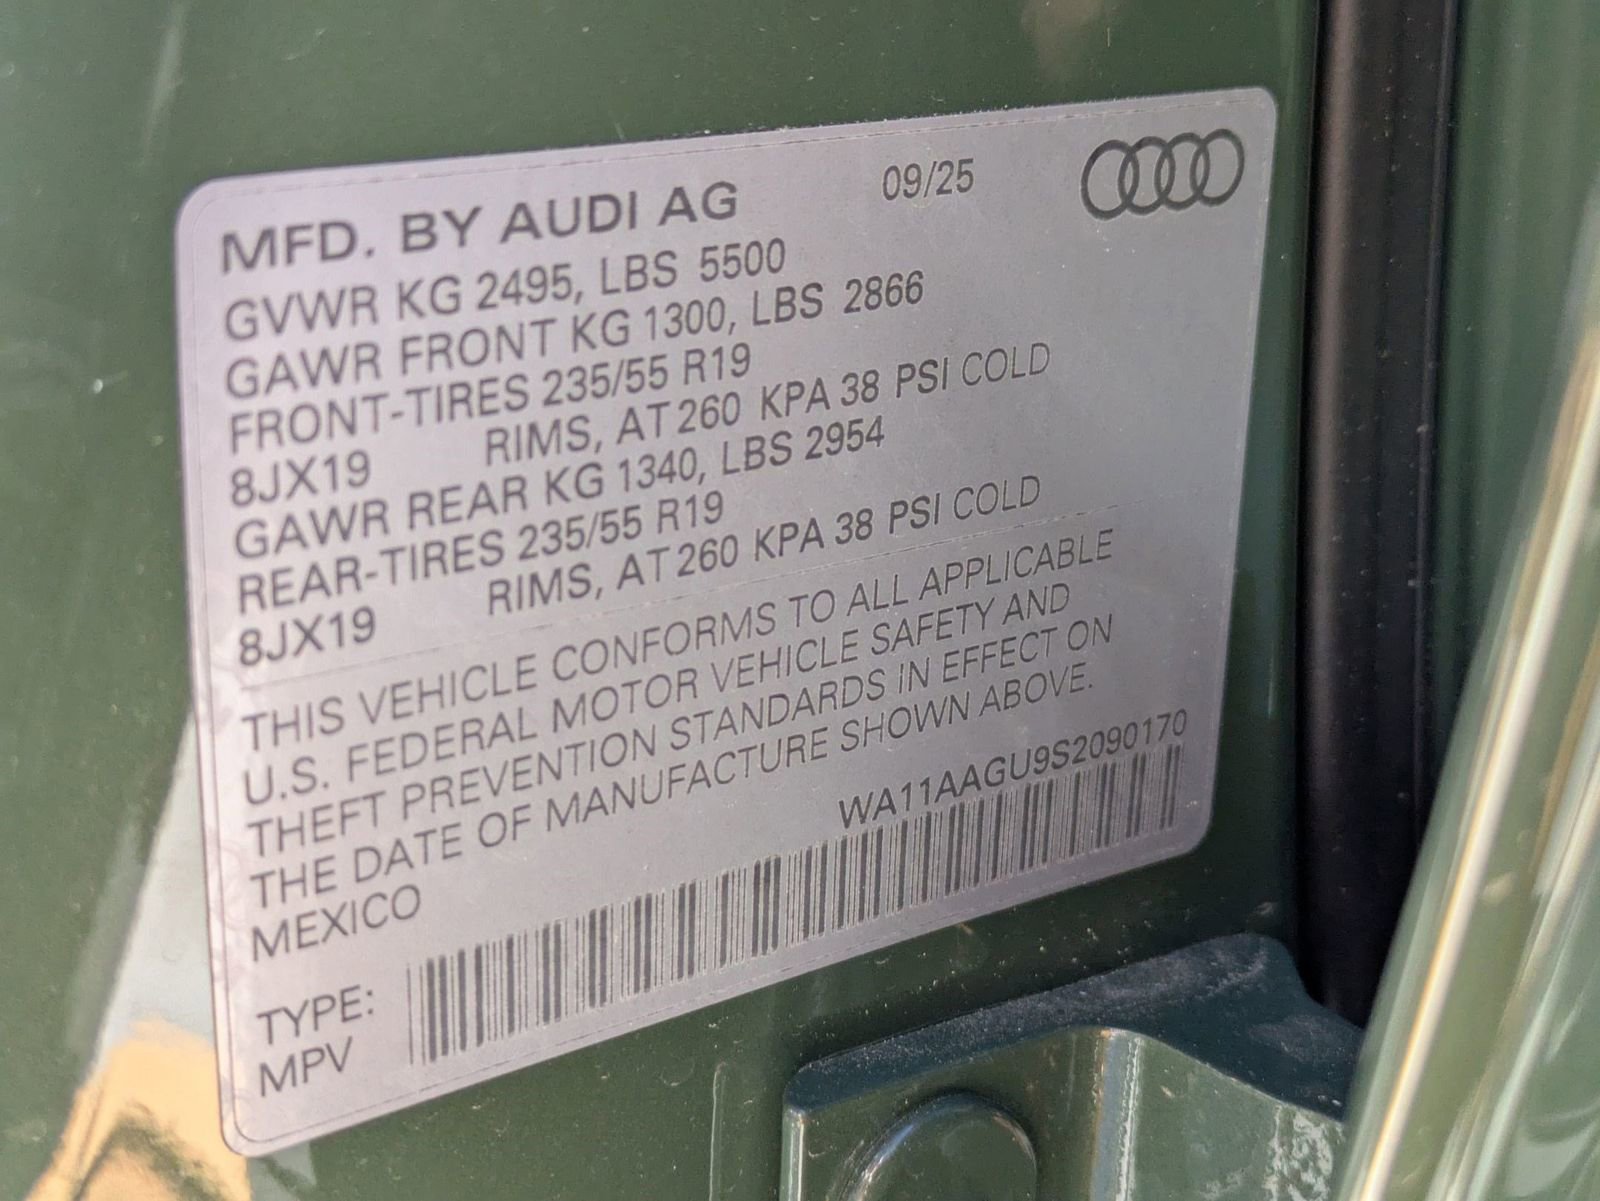 MFD. BY AUDI AG 09/25
GVWR KG 2495, LBS 5500
GAWR FRONT KG 1300, LBS 2866
FRONT-TIRES 235/55 R19
8JX19 RIMS, AT 260 KPA 38 PSI COLD
GAWR REAR KG 1340, LBS 2954
REAR-TIRES 235/55 R19
8JX19 RIMS, AT 260 KPA 38 PSI COLD
THIS VEHICLE CONFORMS TO ALL APPLICABLE
U.S. FEDERAL MOTOR VEHICLE SAFETY AND
THEFT PREVENTION STANDARDS IN EFFECT ON
THE DATE OF MANUFACTURE SHOWN ABOVE.
MEXICO WA11AAGU9S2090170
TYPE:
MPV